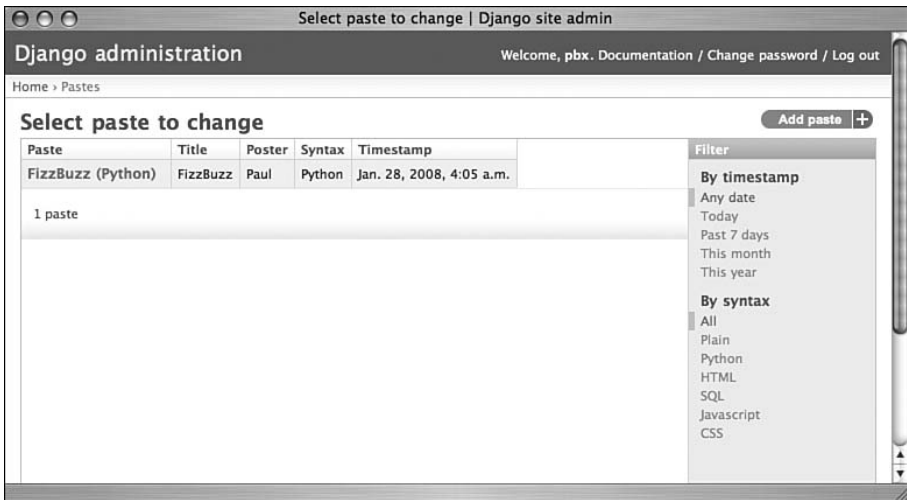 Select paste to change | Django site admin
Django administration
Welcome, pbx. Documentation / Change password / Log out
Home › Pastes
Select paste to change
Add paste +
Paste Title Poster Syntax Timestamp
FizzBuzz (Python) FizzBuzz Paul Python Jan. 28, 2008, 4:05 a.m.
1 paste
Filter
By timestamp
Any date
Today
Past 7 days
This month
This year
By syntax
All
Plain
Python
HTML
SQL
Javascript
CSS